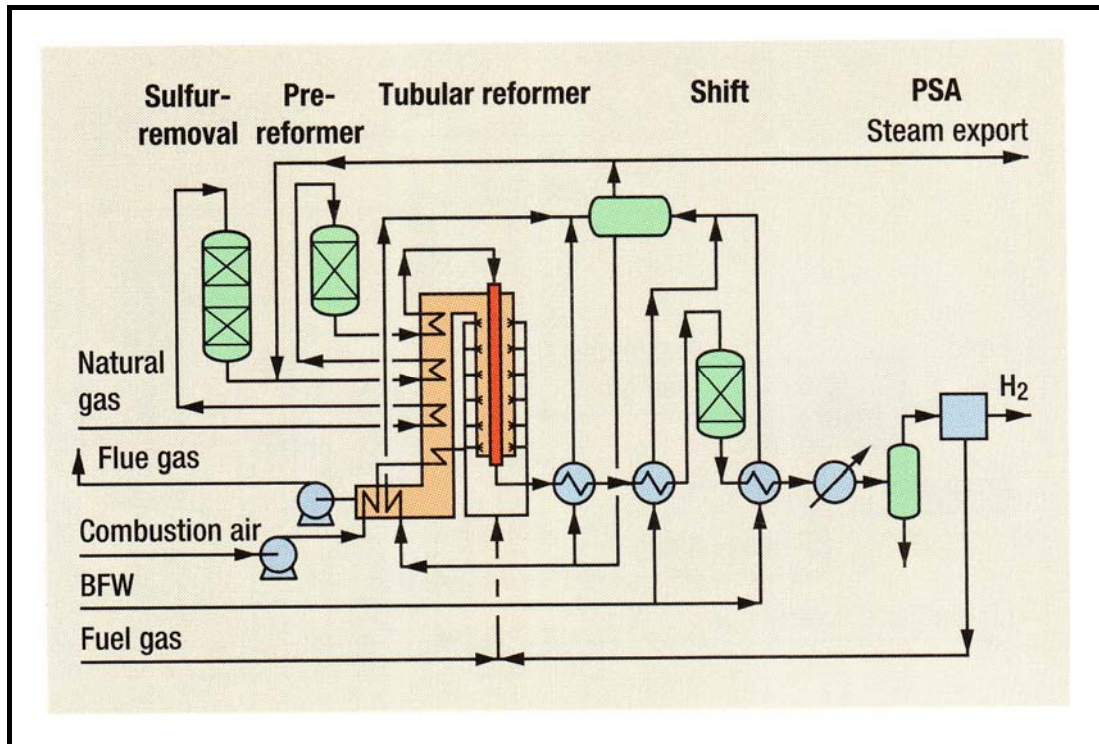 Sulfur-
removal
Pre-
reformer
Tubular reformer
Shift
PSA
Steam export
Natural
gas
H2
Flue gas
Combustion air
BFW
Fuel gas